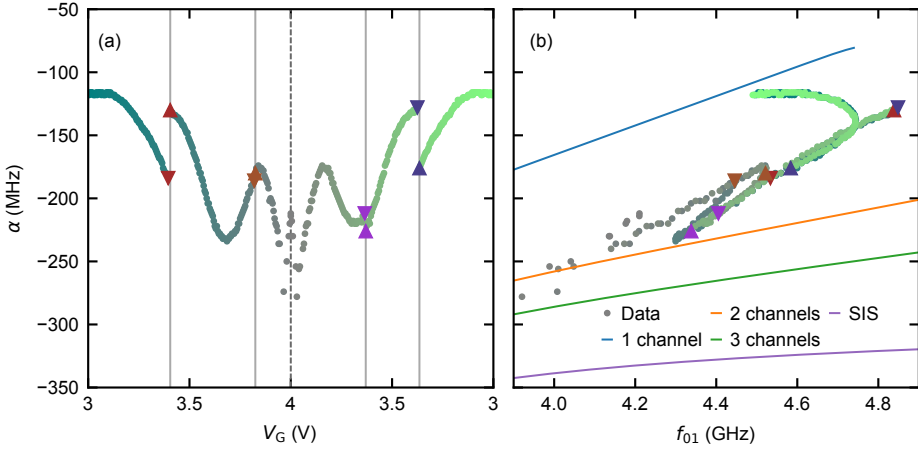 −50
−100
−150
−200
−250
−300
−350
α (MHz)
(a)
3 3.5 4 3.5 3
V_G (V)
(b)
Data
1 channel
2 channels
3 channels
SIS
4.0 4.2 4.4 4.6 4.8
f_01 (GHz)